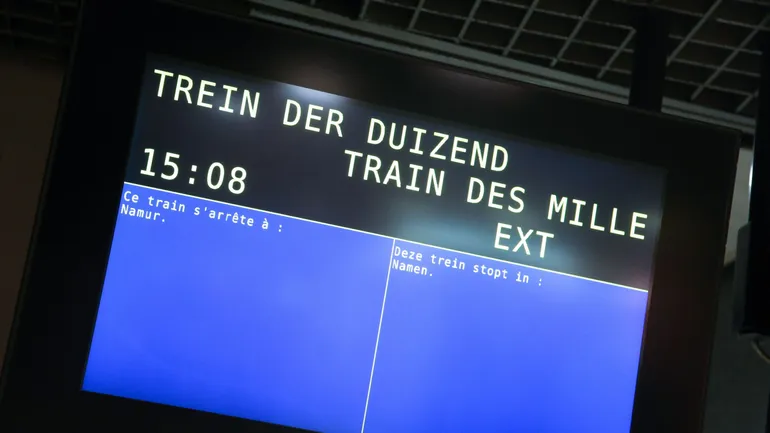 TREIN DER DUIZEND
15:08
TRAIN DES MILLE
EXT
Ce train s'arrête à :
Namur.
Deze trein stopt in :
Namen.